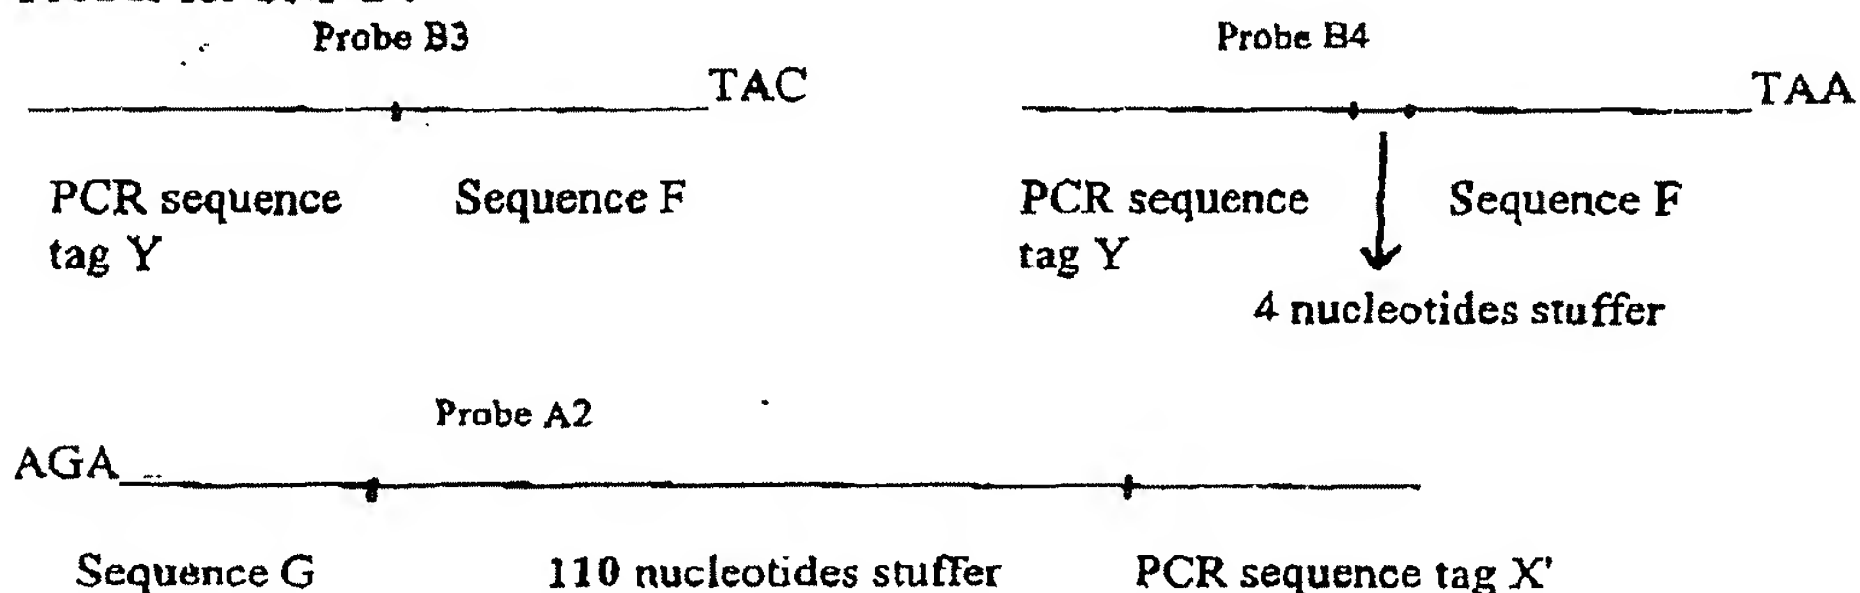 Probe B3
Probe B4
TAC
TAA
PCR sequence
tag Y
Sequence F
PCR sequence
tag Y
Sequence F
4 nucleotides stuffer
Probe A2
AGA
Sequence G
110 nucleotides stuffer
PCR sequence tag X'